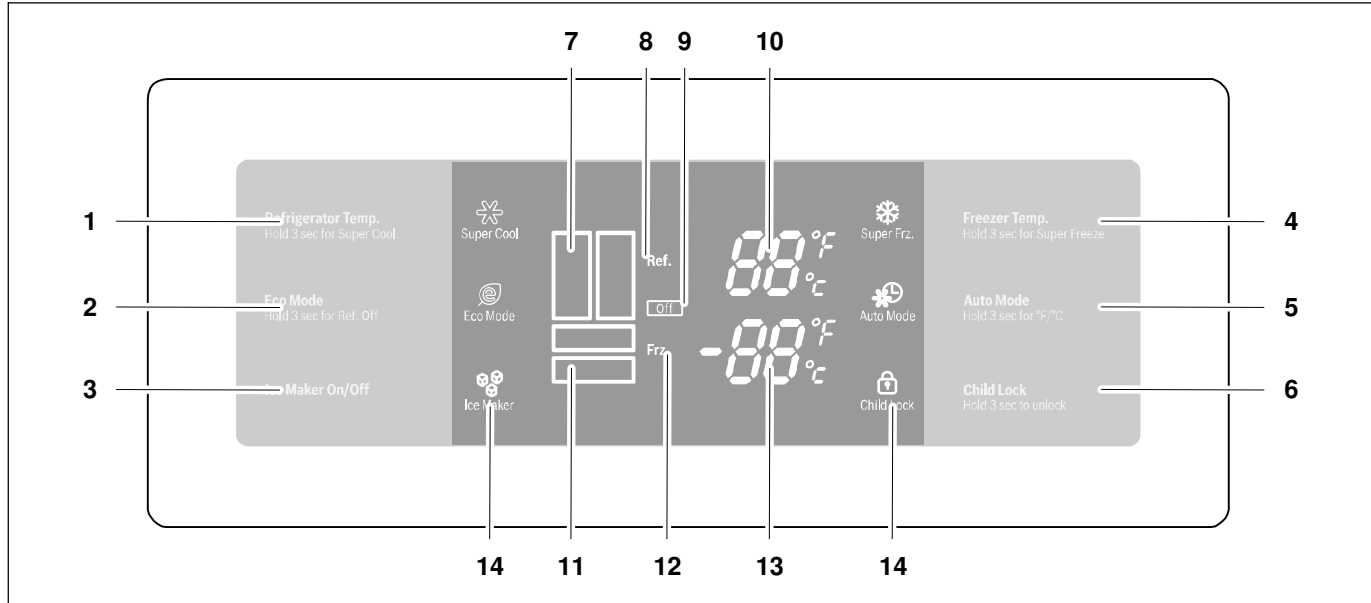 7 8 9 10
1
Refrigerator Temp.
Hold 3 sec for Super Cool
Super Cool
Ref.
88 °F
°C
Super Frz.
Freezer Temp.
Hold 3 sec for Super Freeze
4
2
Eco Mode
Hold 3 sec for Ref. Off
Eco Mode
Off
Auto Mode
Auto Mode
Hold 3 sec for °F/°C
5
Frz.
-88 °F
°C
3
Ice Maker On/Off
Ice Maker
Child Lock
Child Lock
Hold 3 sec to unlock
6
14 11 12 13 14